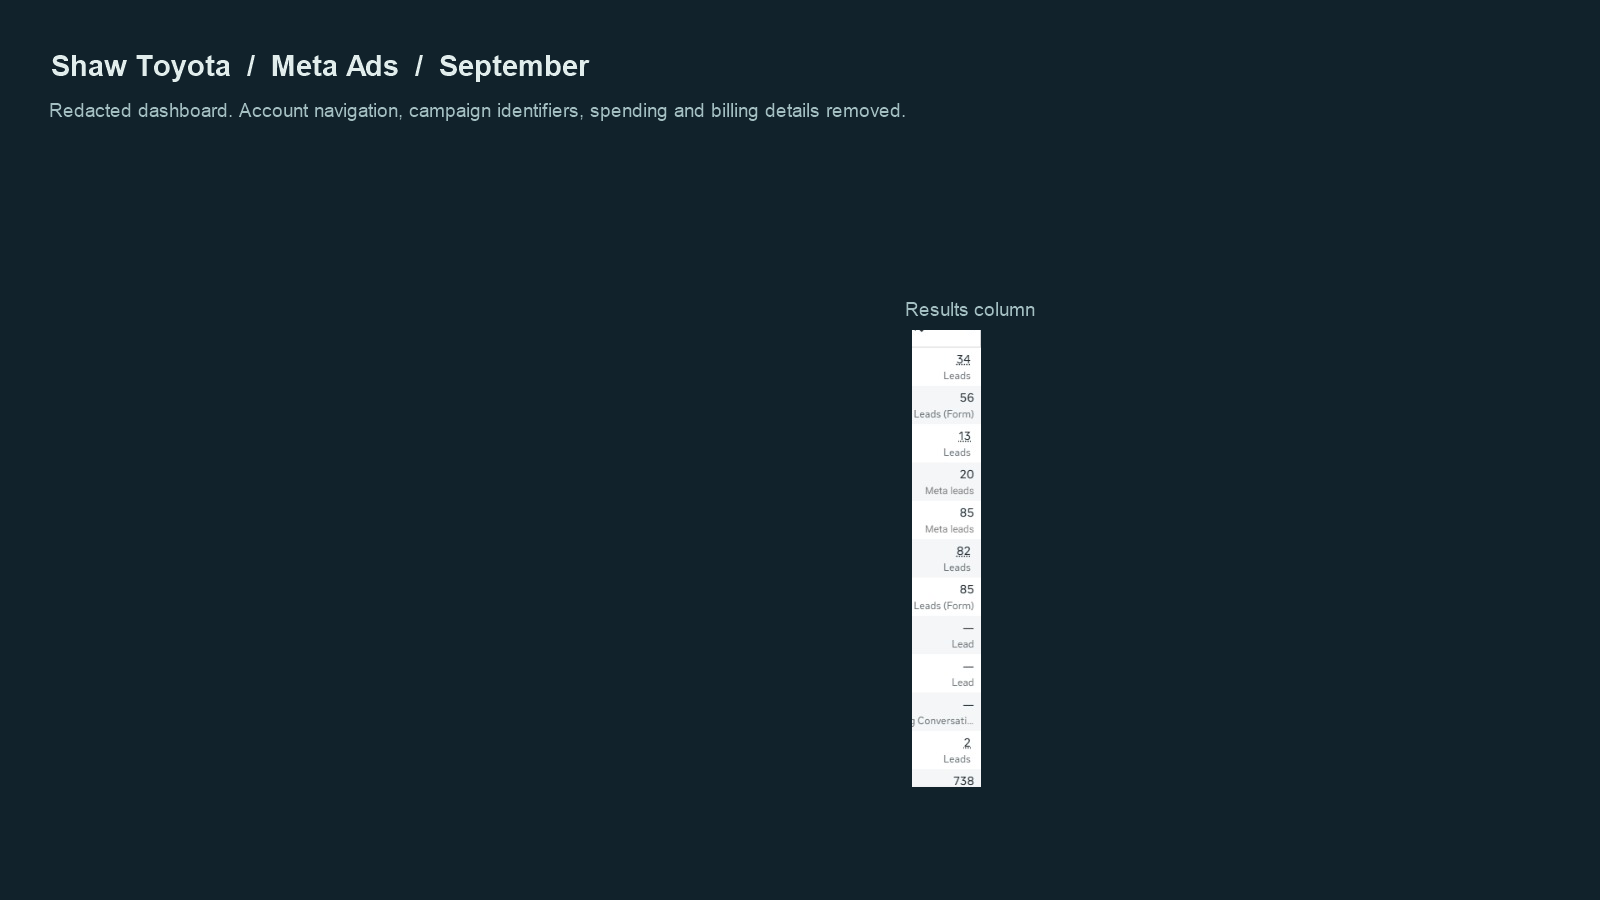 Shaw Toyota / Meta Ads / September
Redacted dashboard. Account navigation, campaign identifiers, spending and billing details removed.
Results column
34
Leads
56
Leads (Form)
13
Leads
20
Meta leads
85
Meta leads
82
Leads
85
Leads (Form)
—
Lead
—
Lead
—
g Conversati...
2
Leads
738